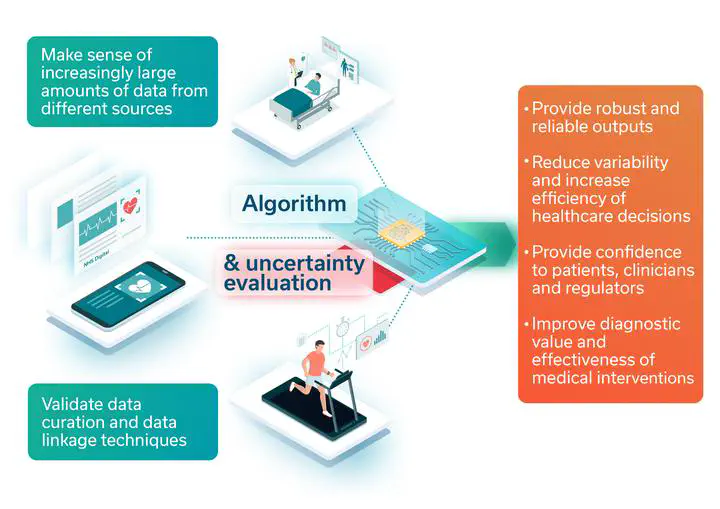 Make sense of
increasingly large
amounts of data from
different sources
NHS Digital
Algorithm
& uncertainty
evaluation
Validate data
curation and data
linkage techniques
• Provide robust and
reliable outputs
• Reduce variability
and increase
efficiency of
healthcare decisions
• Provide confidence
to patients, clinicians
and regulators
• Improve diagnostic
value and
effectiveness of
medical interventions